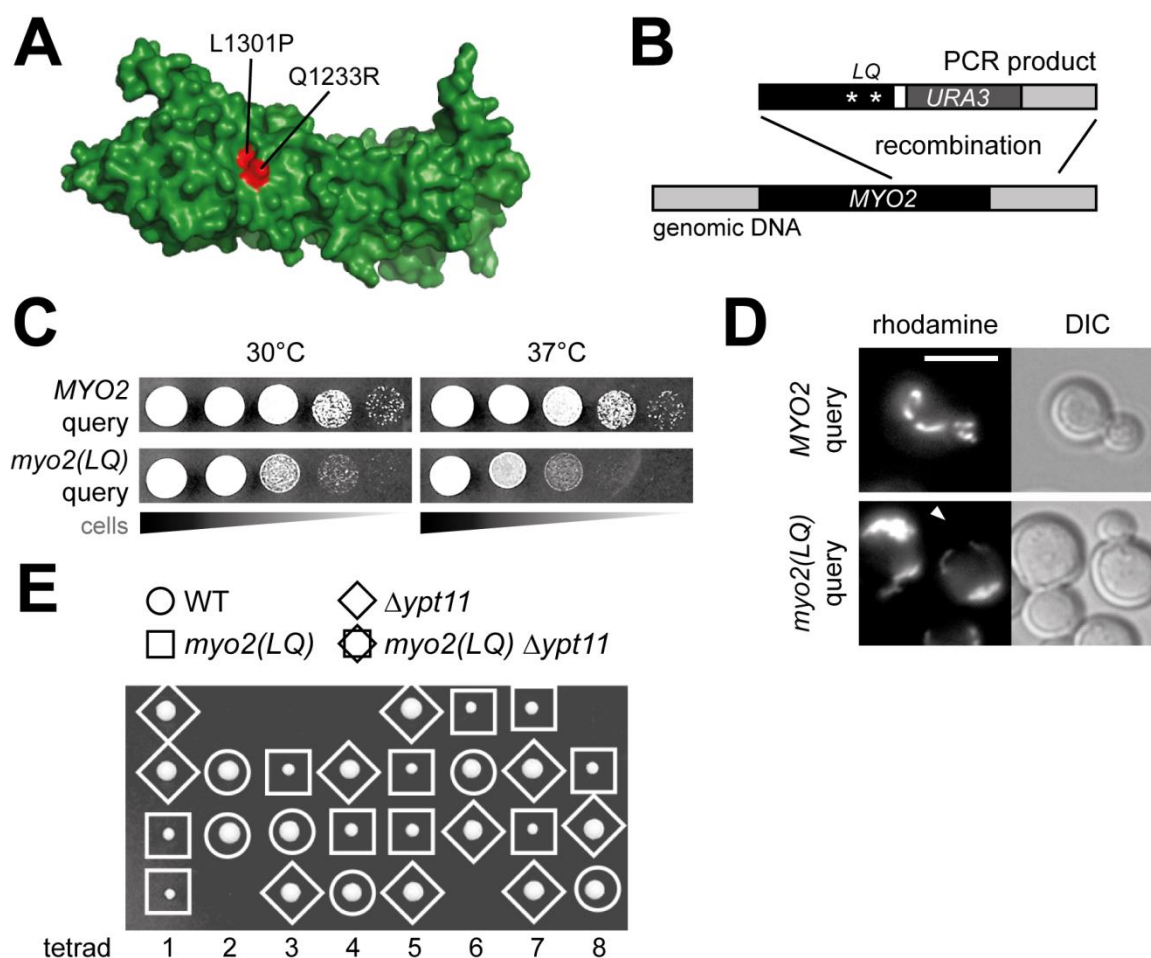 A
L1301P
Q1233R
B
LQ
PCR product
* *
URA3
recombination
MYO2
genomic DNA
C
30°C
37°C
MYO2
query
myo2(LQ)
query
cells
D
rhodamine
DIC
MYO2
query
myo2(LQ)
query
E
WT
Δypt11
myo2(LQ)
myo2(LQ) Δypt11
tetrad 1 2 3 4 5 6 7 8